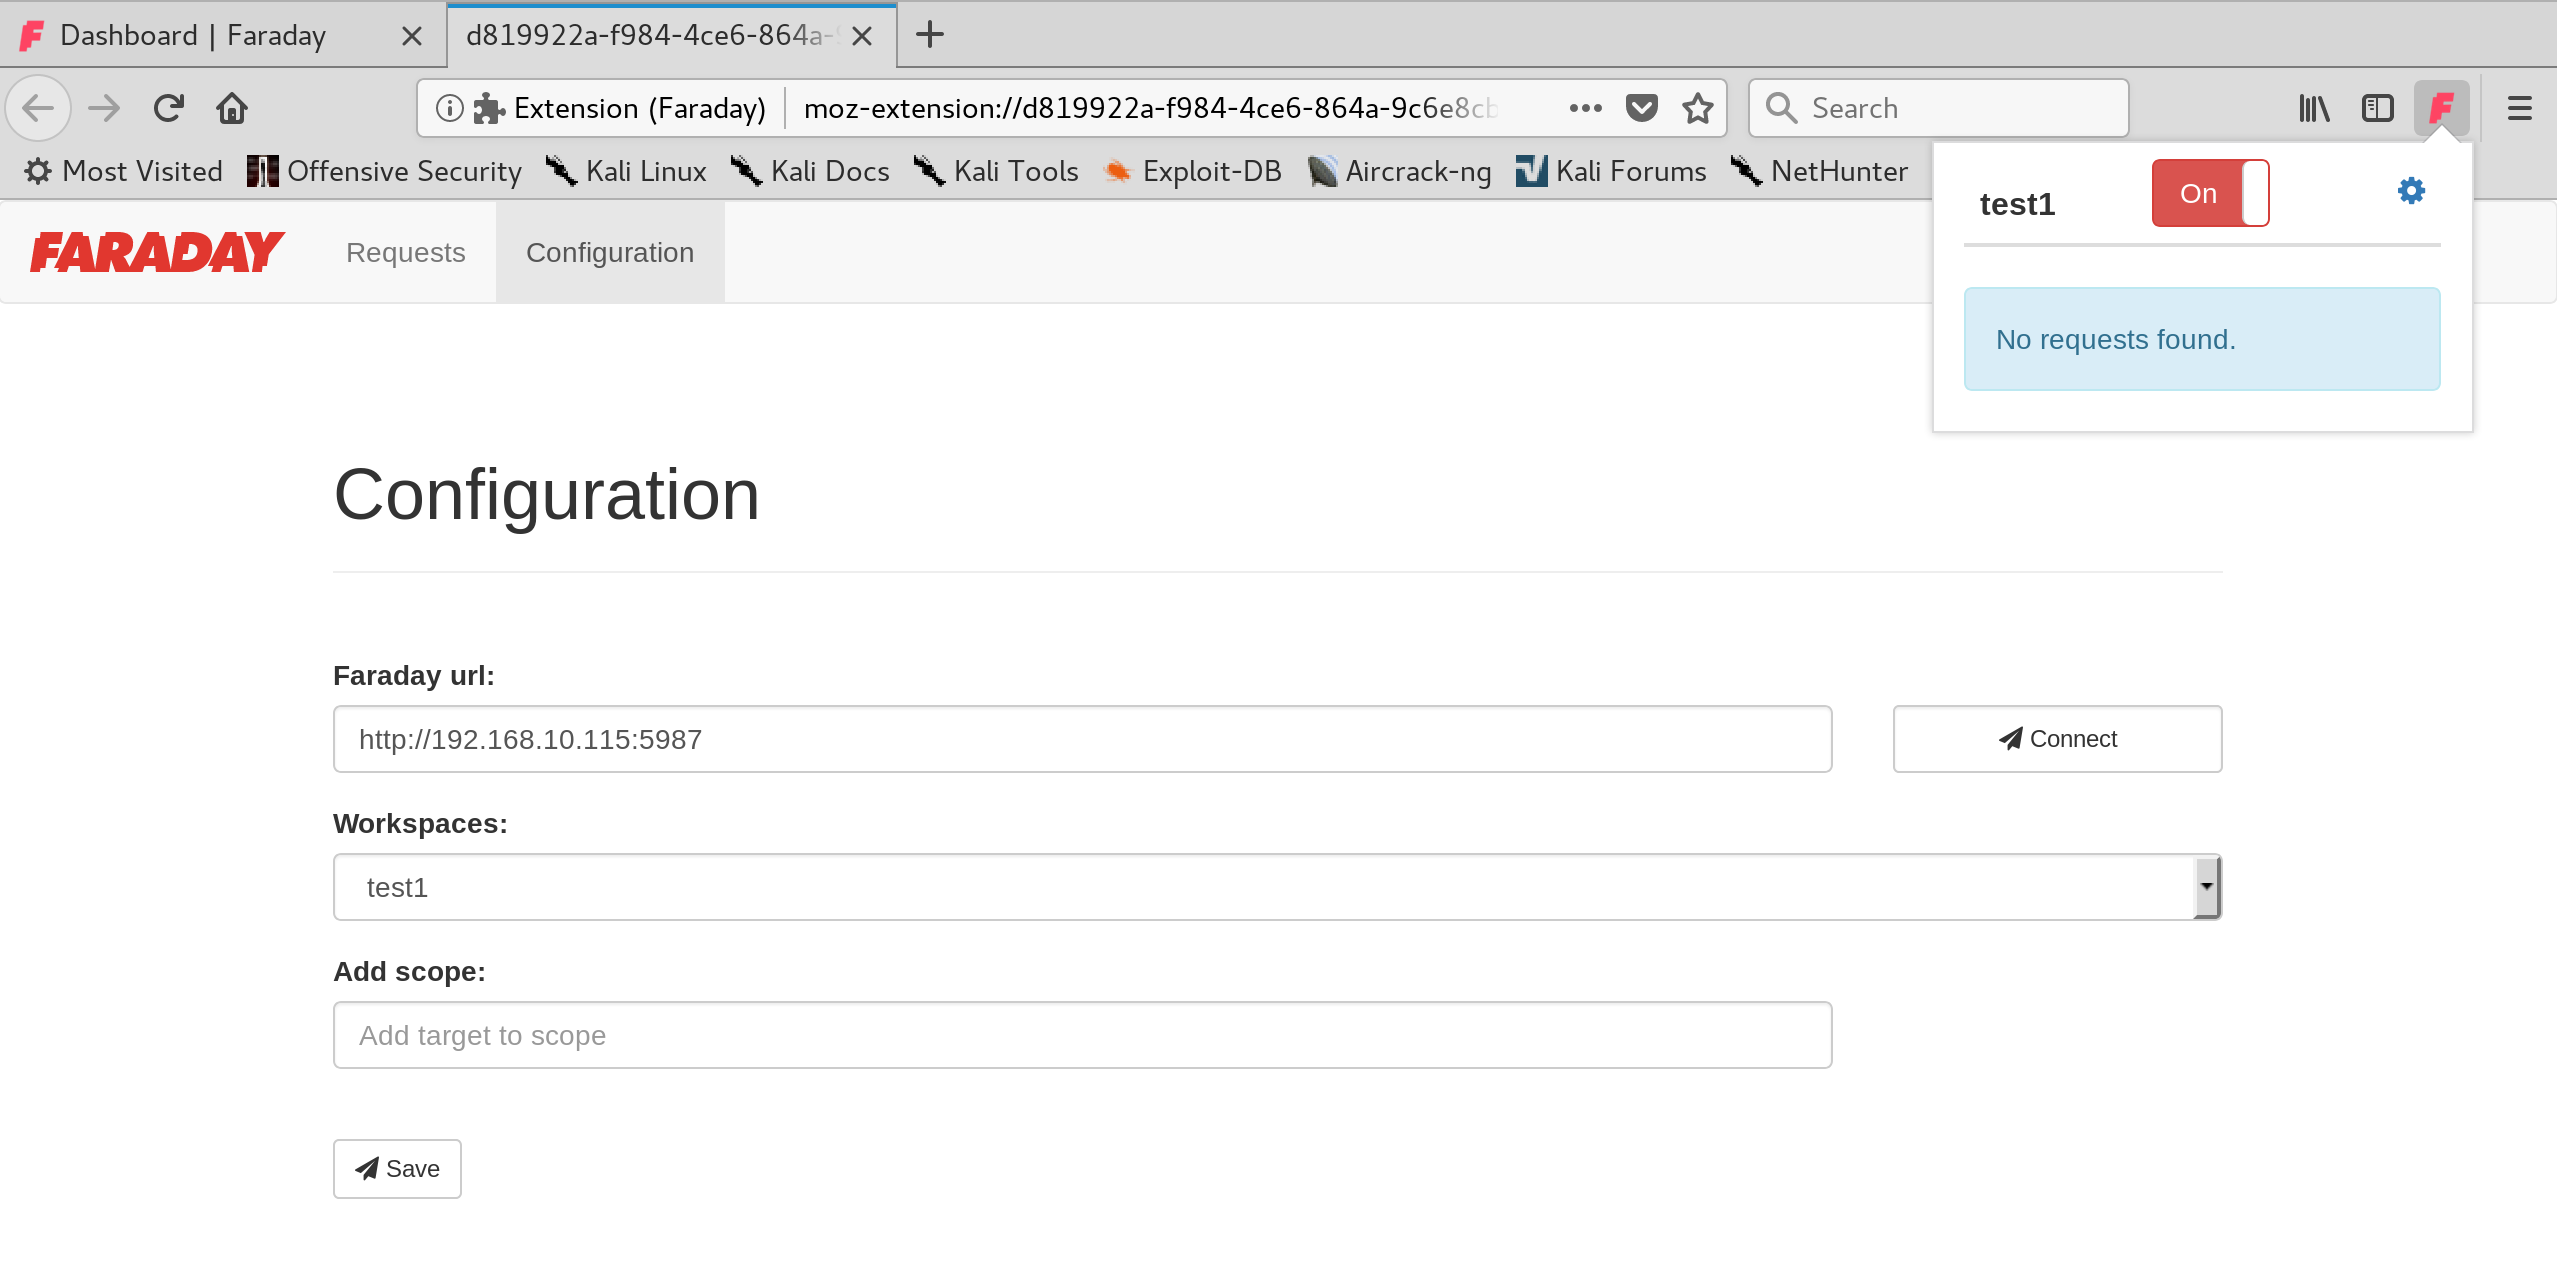 Dashboard | Faraday
d819922a-f984-4ce6-864a-9
Extension (Faraday)
moz-extension://d819922a-f984-4ce6-864a-9c6e8cb
Search
Most Visited
Offensive Security
Kali Linux
Kali Docs
Kali Tools
Exploit-DB
Aircrack-ng
Kali Forums
NetHunter
FARADAY
Requests
Configuration
test1
On
No requests found.
Configuration
Faraday url:
http://192.168.10.115:5987
Connect
Workspaces:
test1
Add scope:
Add target to scope
Save